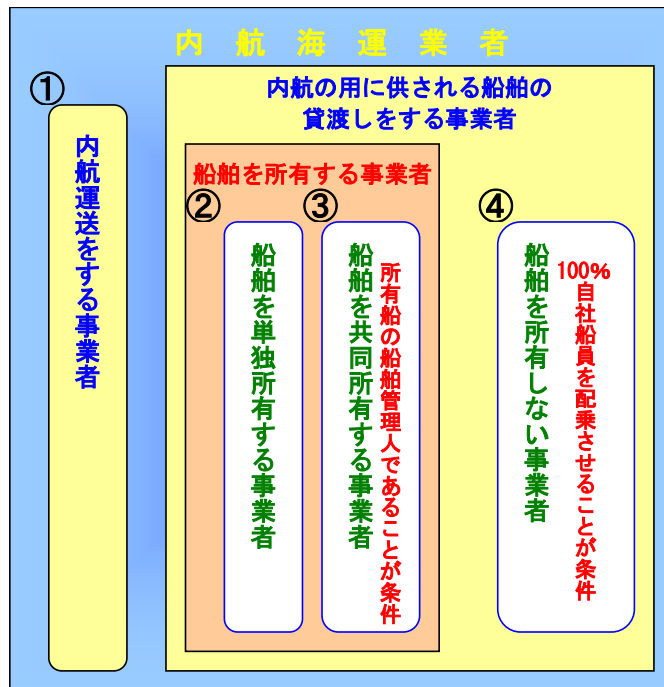 内航海運業者
①
内航運送をする事業者
内航の用に供される船舶の
貸渡しをする事業者
船舶を所有する事業者
②
船舶を単独所有する事業者
③
船舶を共同所有する事業者
所有船の船舶管理人であることが条件
④
船舶を所有しない事業者
100%
自社船員を配乗させることが条件